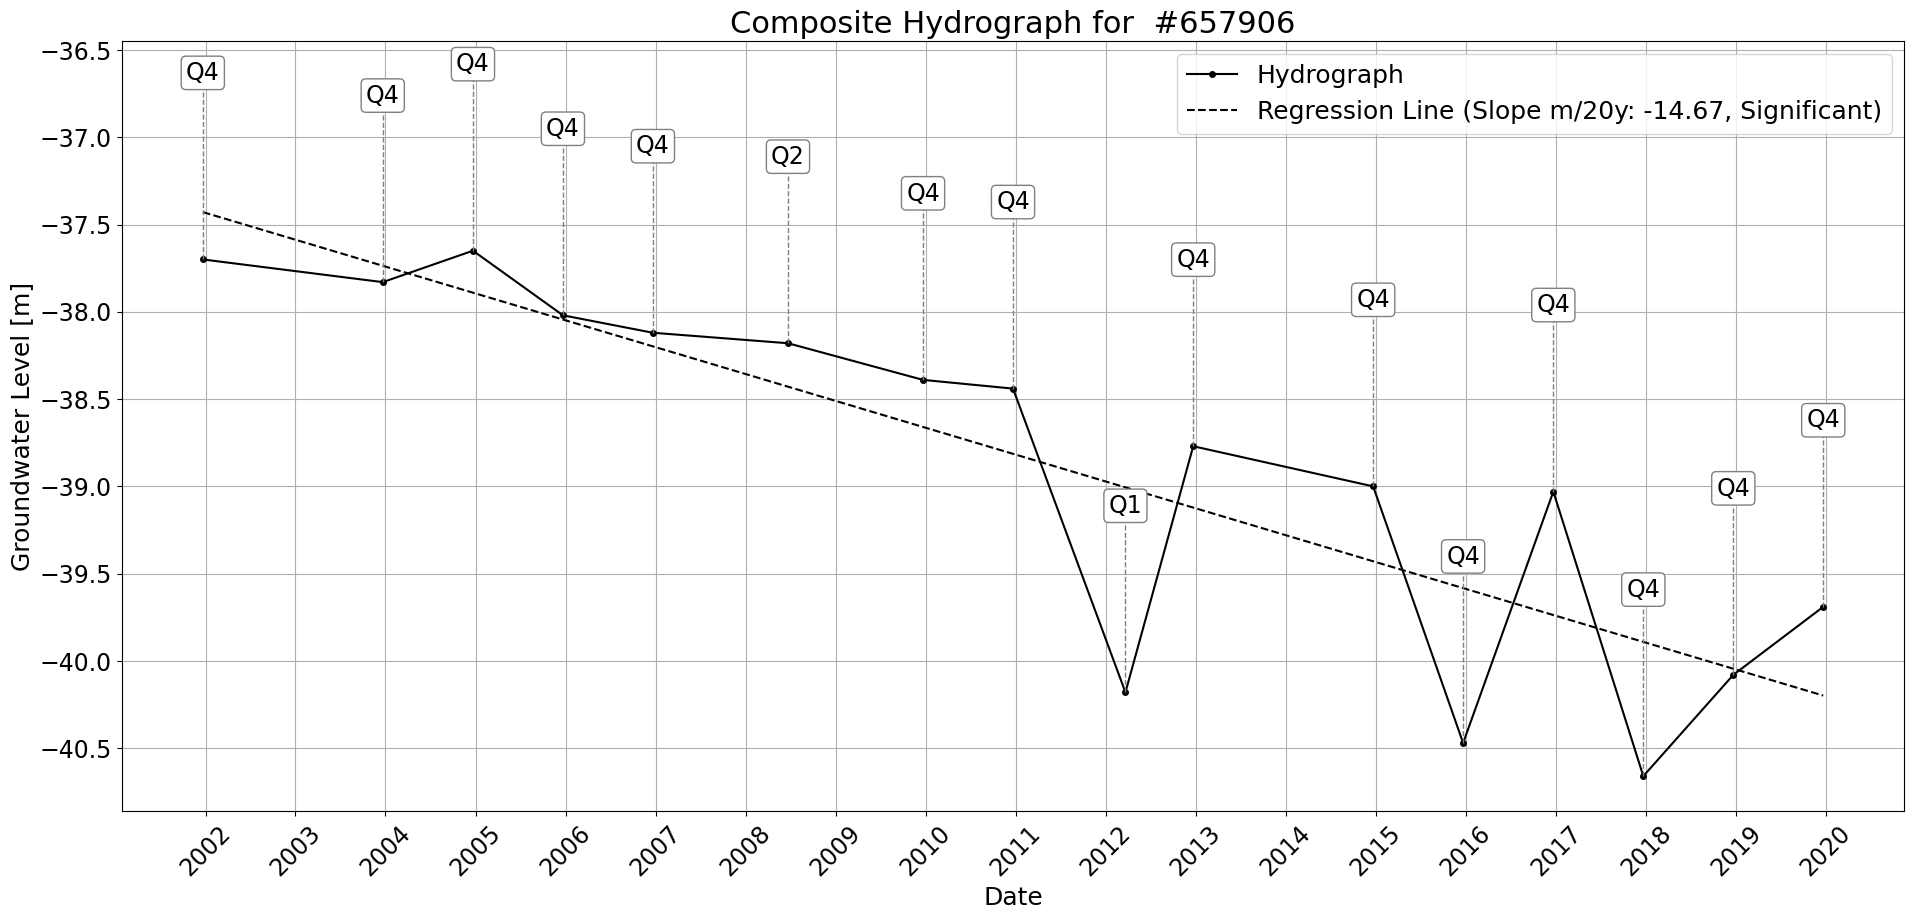 Composite Hydrograph for  #657906
Hydrograph
Regression Line (Slope m/20y: -14.67, Significant)
Groundwater Level [m]
−36.5
−37.0
−37.5
−38.0
−38.5
−39.0
−39.5
−40.0
−40.5
Q4
Q4
Q4
Q4
Q4
Q2
Q4
Q4
Q1
Q4
Q4
Q4
Q4
Q4
Q4
Q4
2002
2003
2004
2005
2006
2007
2008
2009
2010
2011
2012
2013
2014
2015
2016
2017
2018
2019
2020
Date